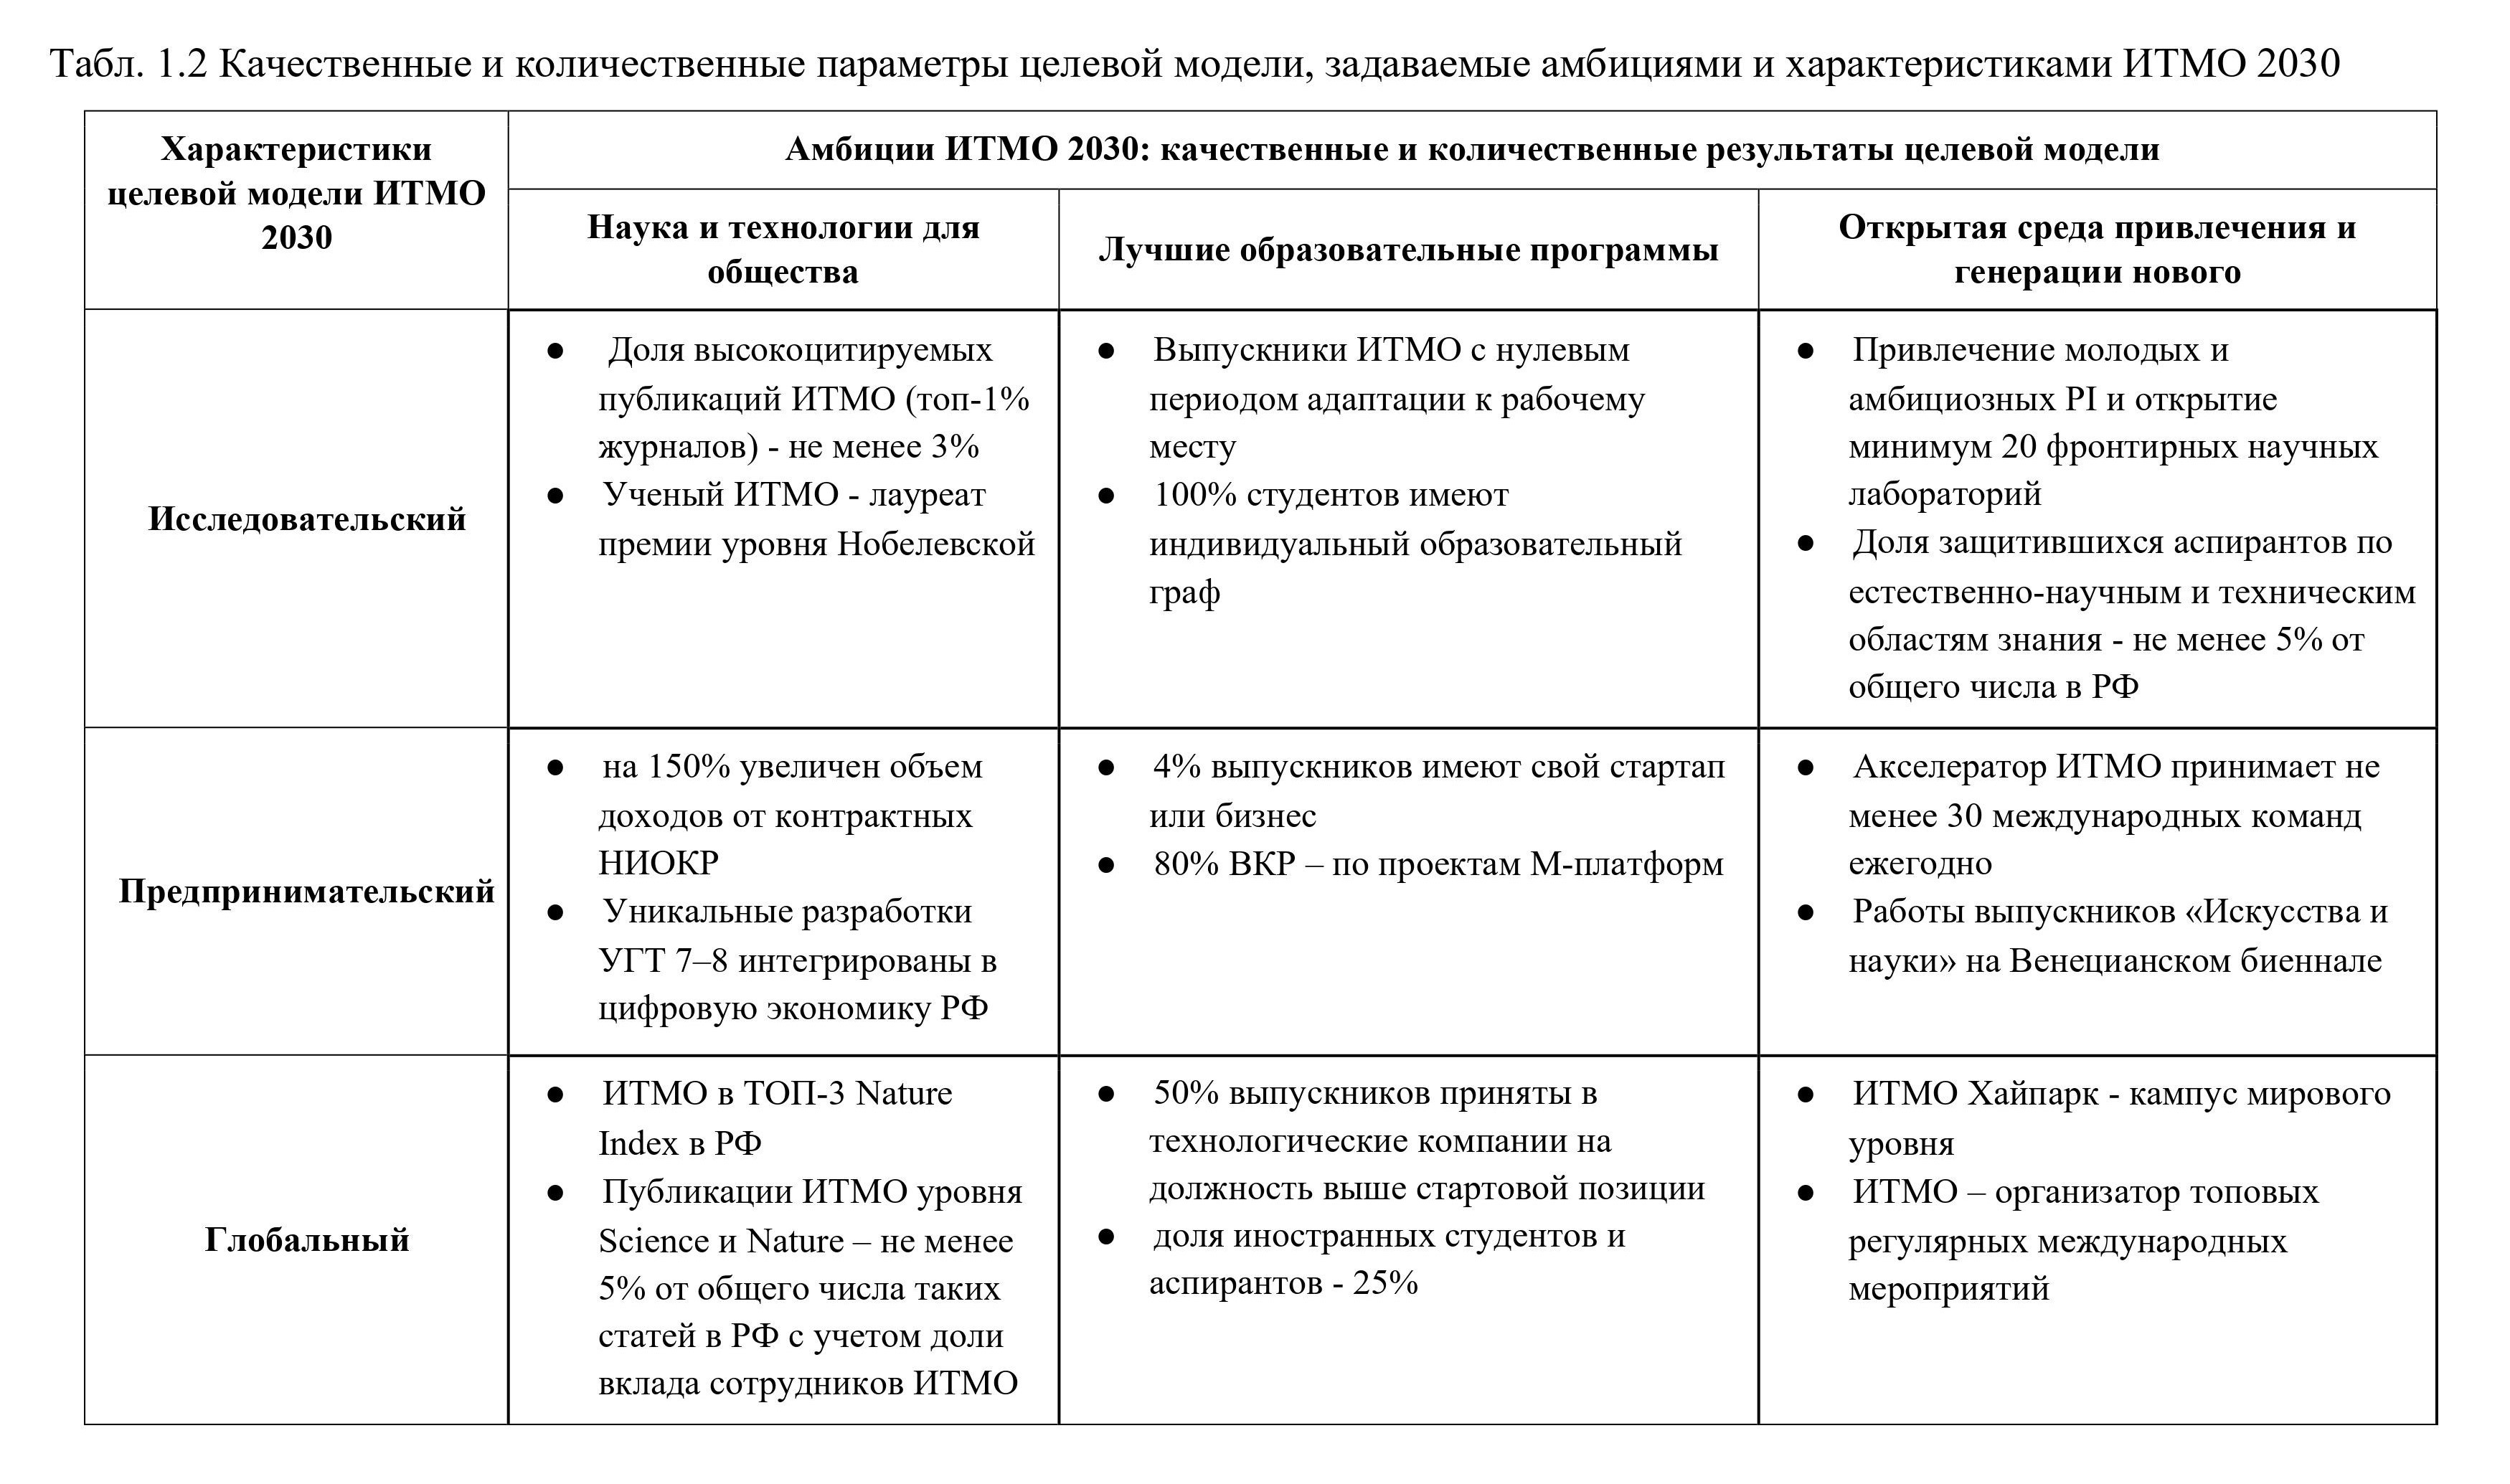 Табл. 1.2 Качественные и количественные параметры целевой модели, задаваемые амбициями и характеристиками ИТМО 2030
Характеристики
целевой модели ИТМО
2030
Амбиции ИТМО 2030: качественные и количественные результаты целевой модели
Наука и технологии для
общества
Лучшие образовательные программы
Открытая среда привлечения и
генерации нового
Исследовательский
● Доля высокоцитируемых
публикаций ИТМО (топ-1%
журналов) - не менее 3%
● Ученый ИТМО - лауреат
премии уровня Нобелевской
● Выпускники ИТМО с нулевым
периодом адаптации к рабочему
месту
● 100% студентов имеют
индивидуальный образовательный
граф
● Привлечение молодых и
амбициозных PI и открытие
минимум 20 фронтирных научных
лабораторий
● Доля защитившихся аспирантов по
естественно-научным и техническим
областям знания - не менее 5% от
общего числа в РФ
Предпринимательский
● на 150% увеличен объем
доходов от контрактных
НИОКР
● Уникальные разработки
УГТ 7–8 интегрированы в
цифровую экономику РФ
● 4% выпускников имеют свой стартап
или бизнес
● 80% ВКР – по проектам М-платформ
● Акселератор ИТМО принимает не
менее 30 международных команд
ежегодно
● Работы выпускников «Искусства и
науки» на Венецианском биеннале
Глобальный
● ИТМО в ТОП-3 Nature
Index в РФ
● Публикации ИТМО уровня
Science и Nature – не менее
5% от общего числа таких
статей в РФ с учетом доли
вклада сотрудников ИТМО
● 50% выпускников приняты в
технологические компании на
должность выше стартовой позиции
● доля иностранных студентов и
аспирантов - 25%
● ИТМО Хайпарк - кампус мирового
уровня
● ИТМО – организатор топовых
регулярных международных
мероприятий